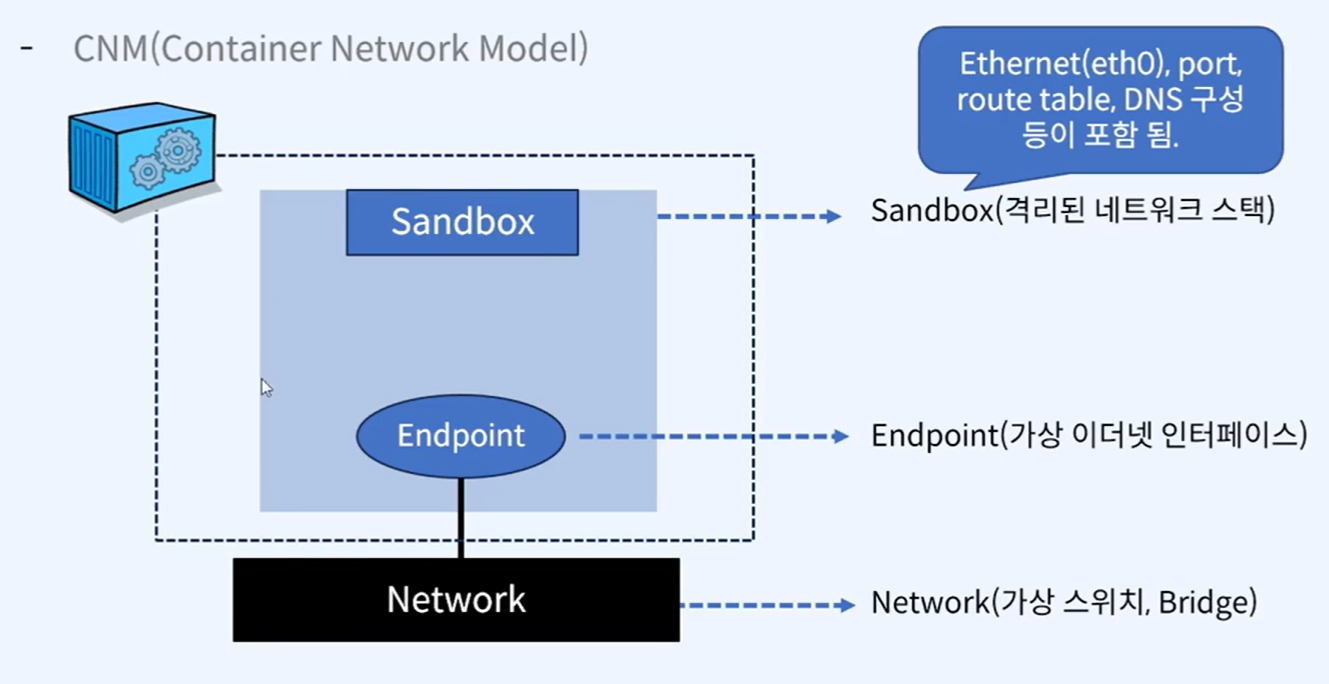 - CNM(Container Network Model)
Ethernet(eth0), port,
route table, DNS 구성
등이 포함 됨.
Sandbox
Sandbox(격리된 네트워크 스택)
Endpoint
Endpoint(가상 이더넷 인터페이스)
Network
Network(가상 스위치, Bridge)